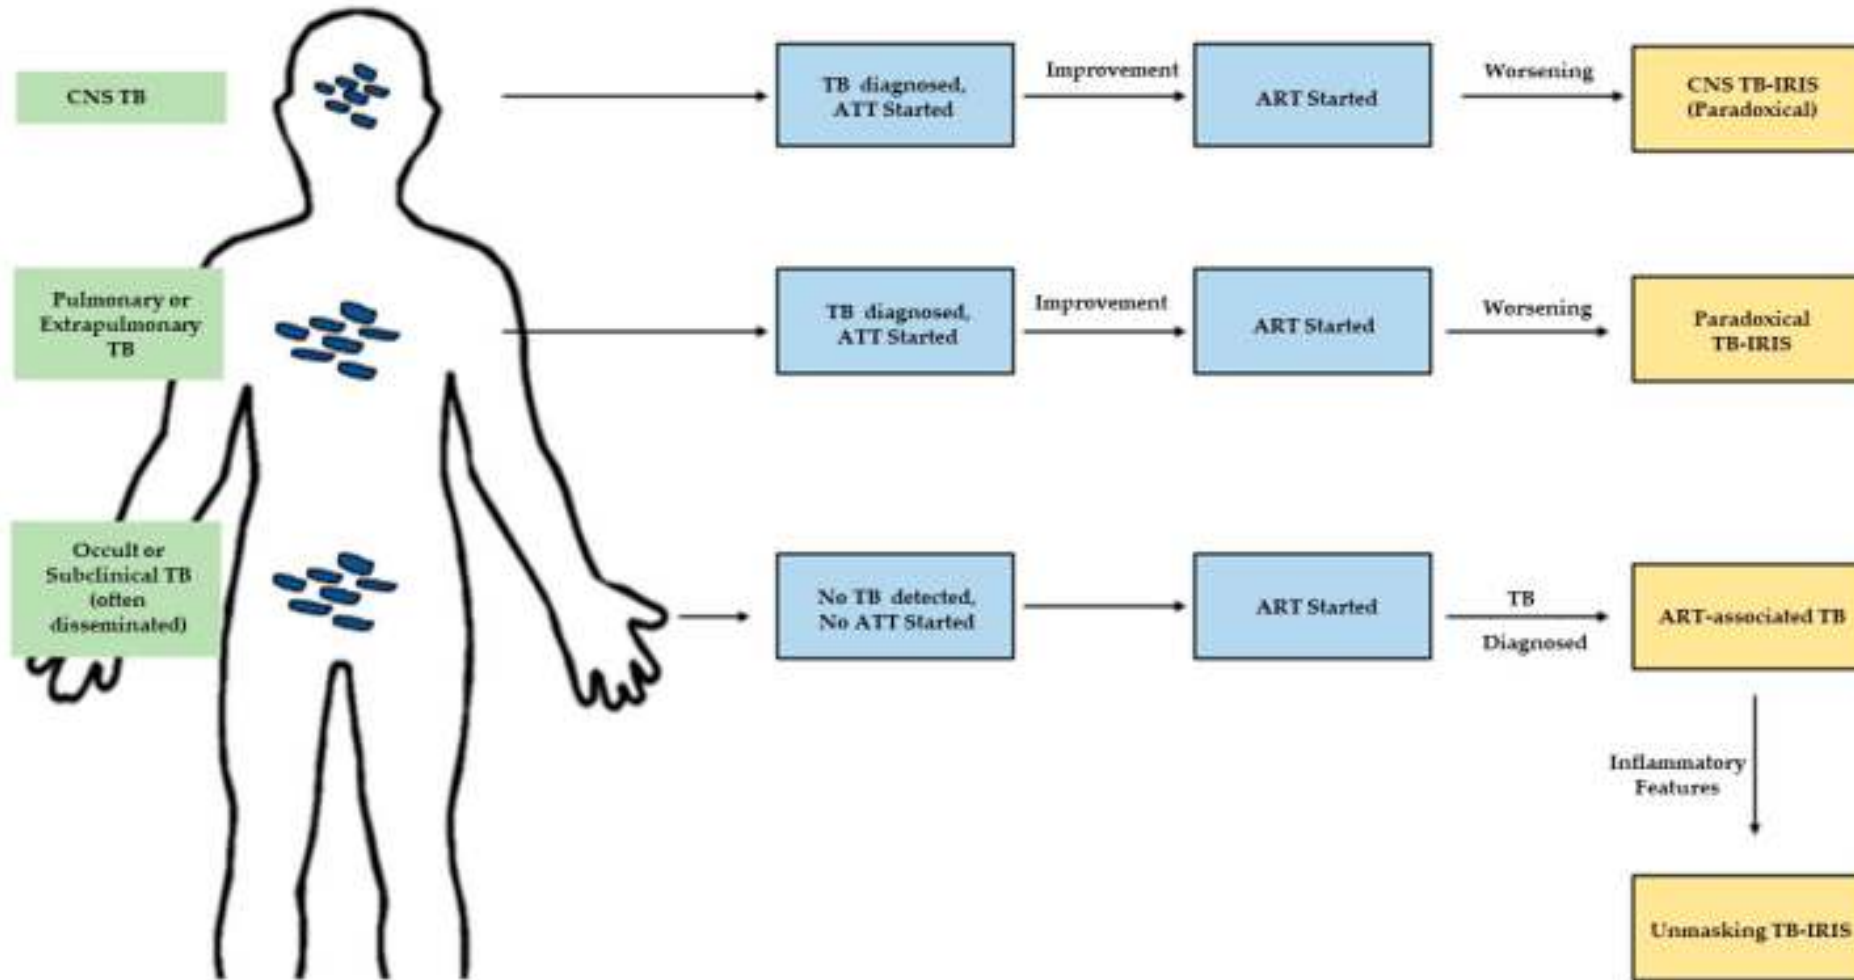 CNS TB
TB diagnosed,
ATT Started
Improvement
ART Started
Worsening
CNS TB-IRIS
(Paradoxical)
Pulmonary or
Extrapulmonary
TB
TB diagnosed,
ATT Started
Improvement
ART Started
Worsening
Paradoxical
TB-IRIS
Occult or
Subclinical TB
(often
disseminated)
No TB detected,
No ATT Started
ART Started
TB
Diagnosed
ART-associated TB
Inflammatory
Features
Unmasking TB-IRIS